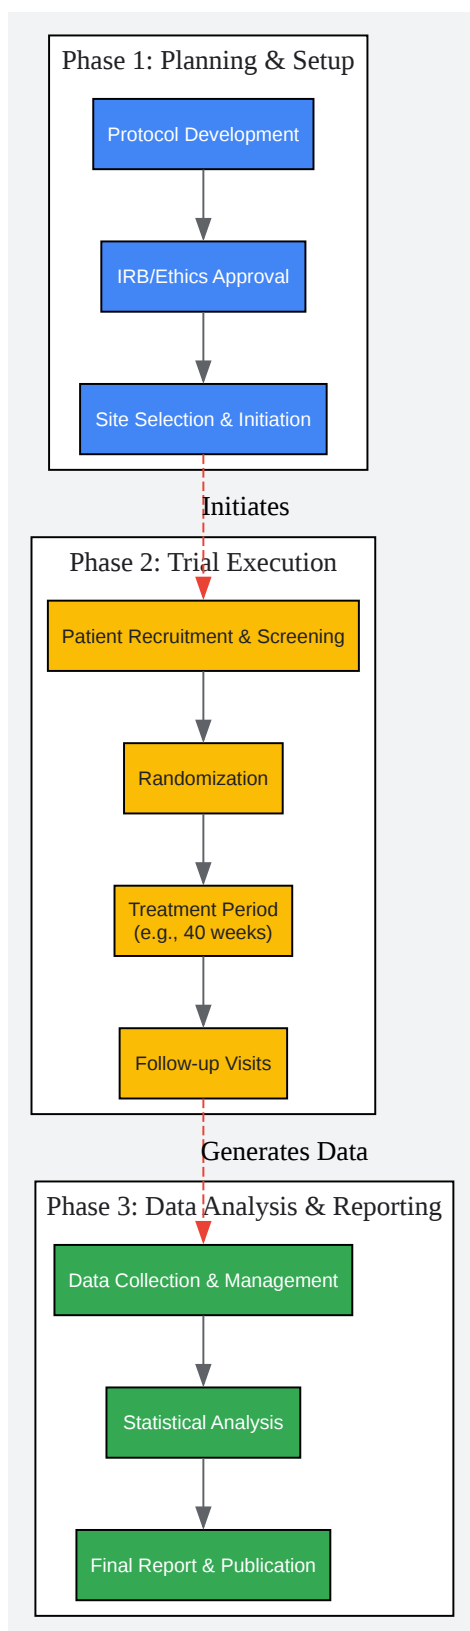 Phase 1: Planning & Setup
Protocol Development
IRB/Ethics Approval
Site Selection & Initiation
Initiates
Phase 2: Trial Execution
Patient Recruitment & Screening
Randomization
Treatment Period
(e.g., 40 weeks)
Follow-up Visits
Generates Data
Phase 3: Data Analysis & Reporting
Data Collection & Management
Statistical Analysis
Final Report & Publication